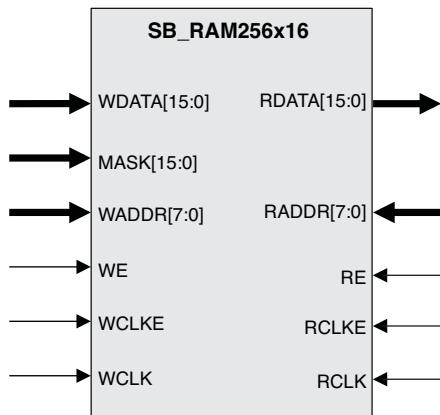 SB_RAM256x16
WDATA[15:0]
RDATA[15:0]
MASK[15:0]
WADDR[7:0]
RADDR[7:0]
WE
RE
WCLKE
RCLKE
WCLK
RCLK